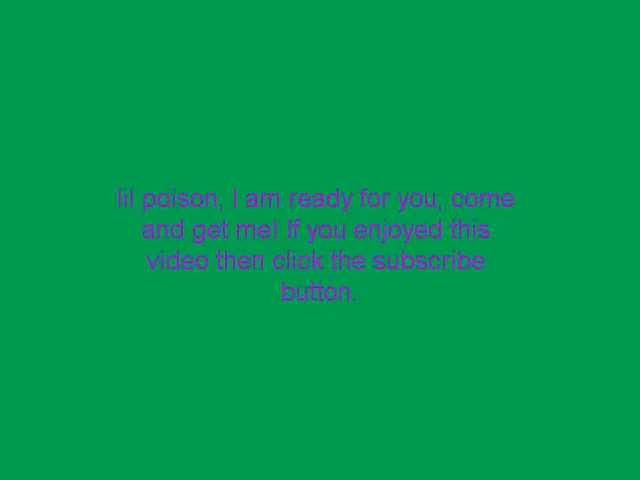 lil poison, I am ready for you, come
and get me! If you enjoyed this
video then click the subscribe
button.